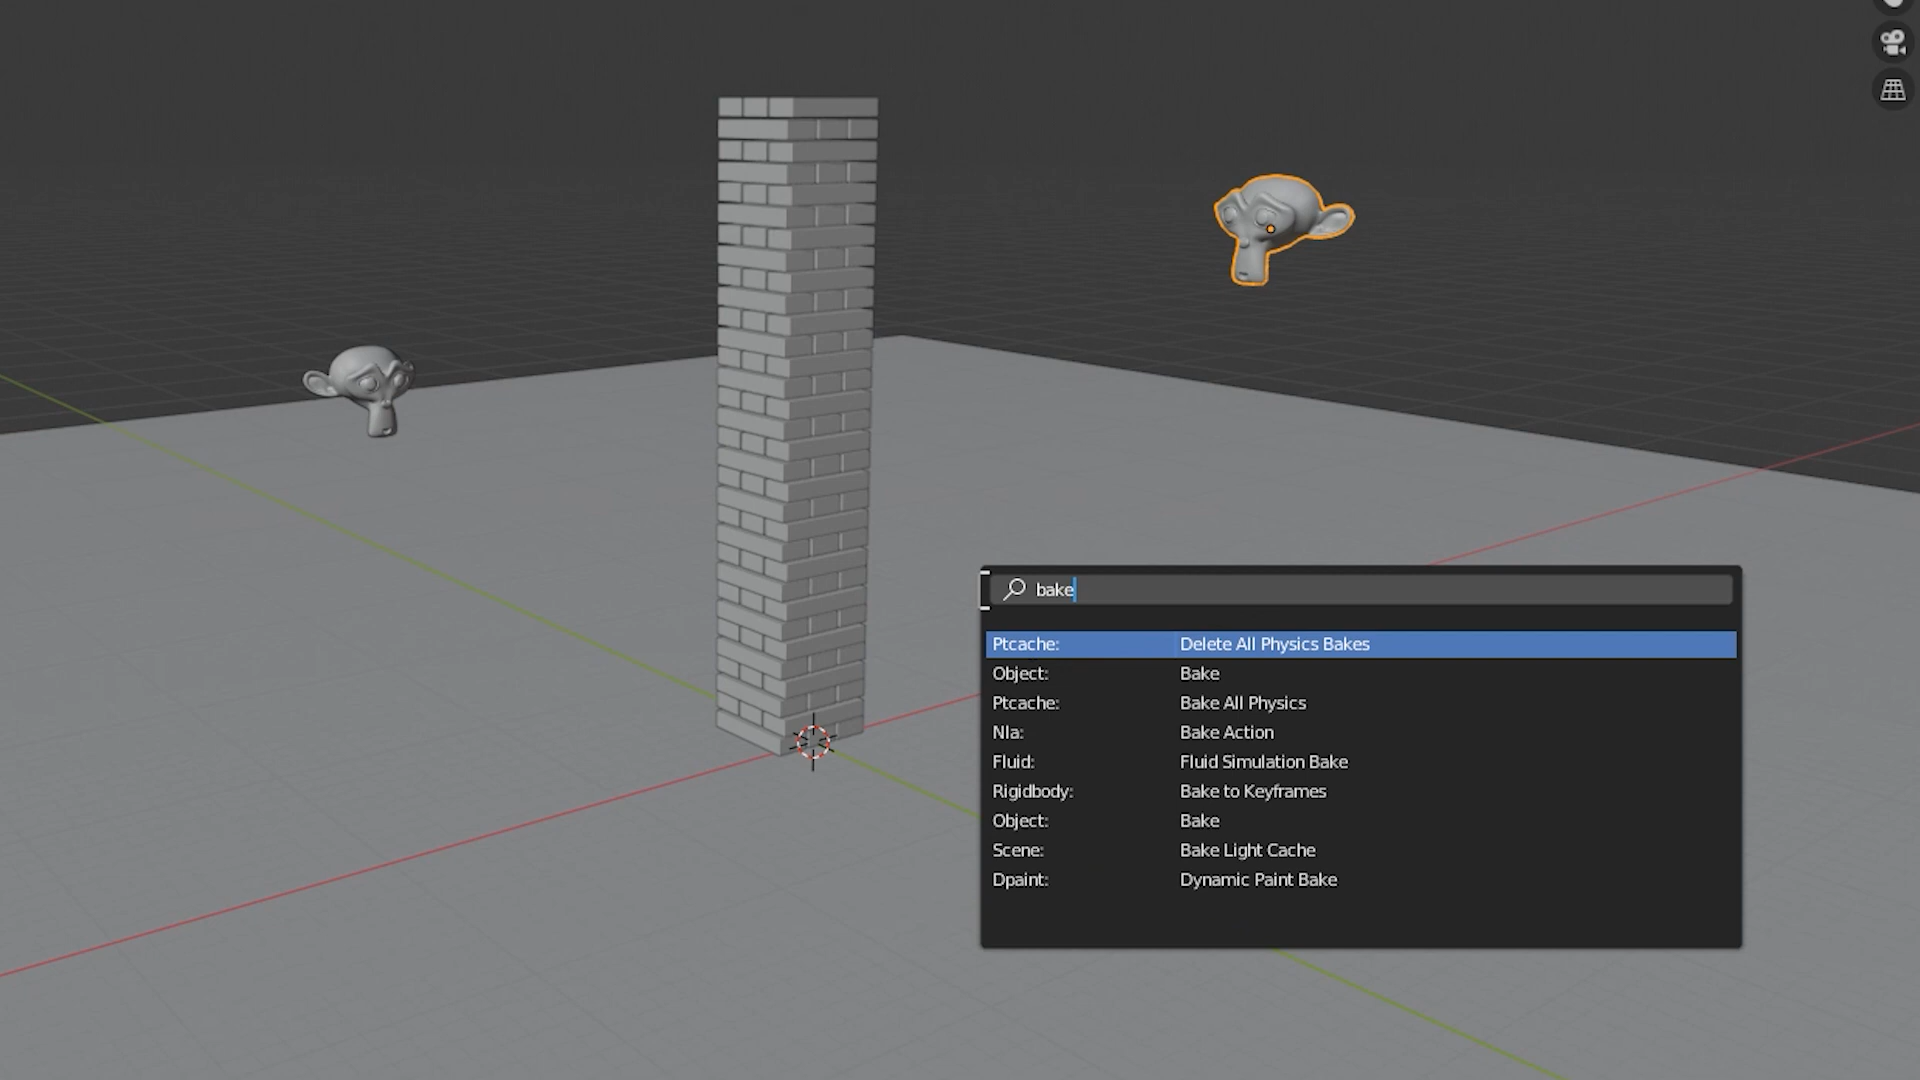 bake
Ptcache: Delete All Physics Bakes
Object: Bake
Ptcache: Bake All Physics
Nla: Bake Action
Fluid: Fluid Simulation Bake
Rigidbody: Bake to Keyframes
Object: Bake
Scene: Bake Light Cache
Dpaint: Dynamic Paint Bake